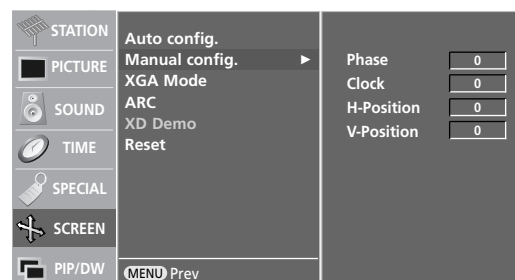 STATION
PICTURE
SOUND
TIME
SPECIAL
SCREEN
PIP/DW
Auto config.
Manual config. ►
XGA Mode
ARC
XD Demo
Reset
MENU Prev
Phase 0
Clock 0
H-Position 0
V-Position 0